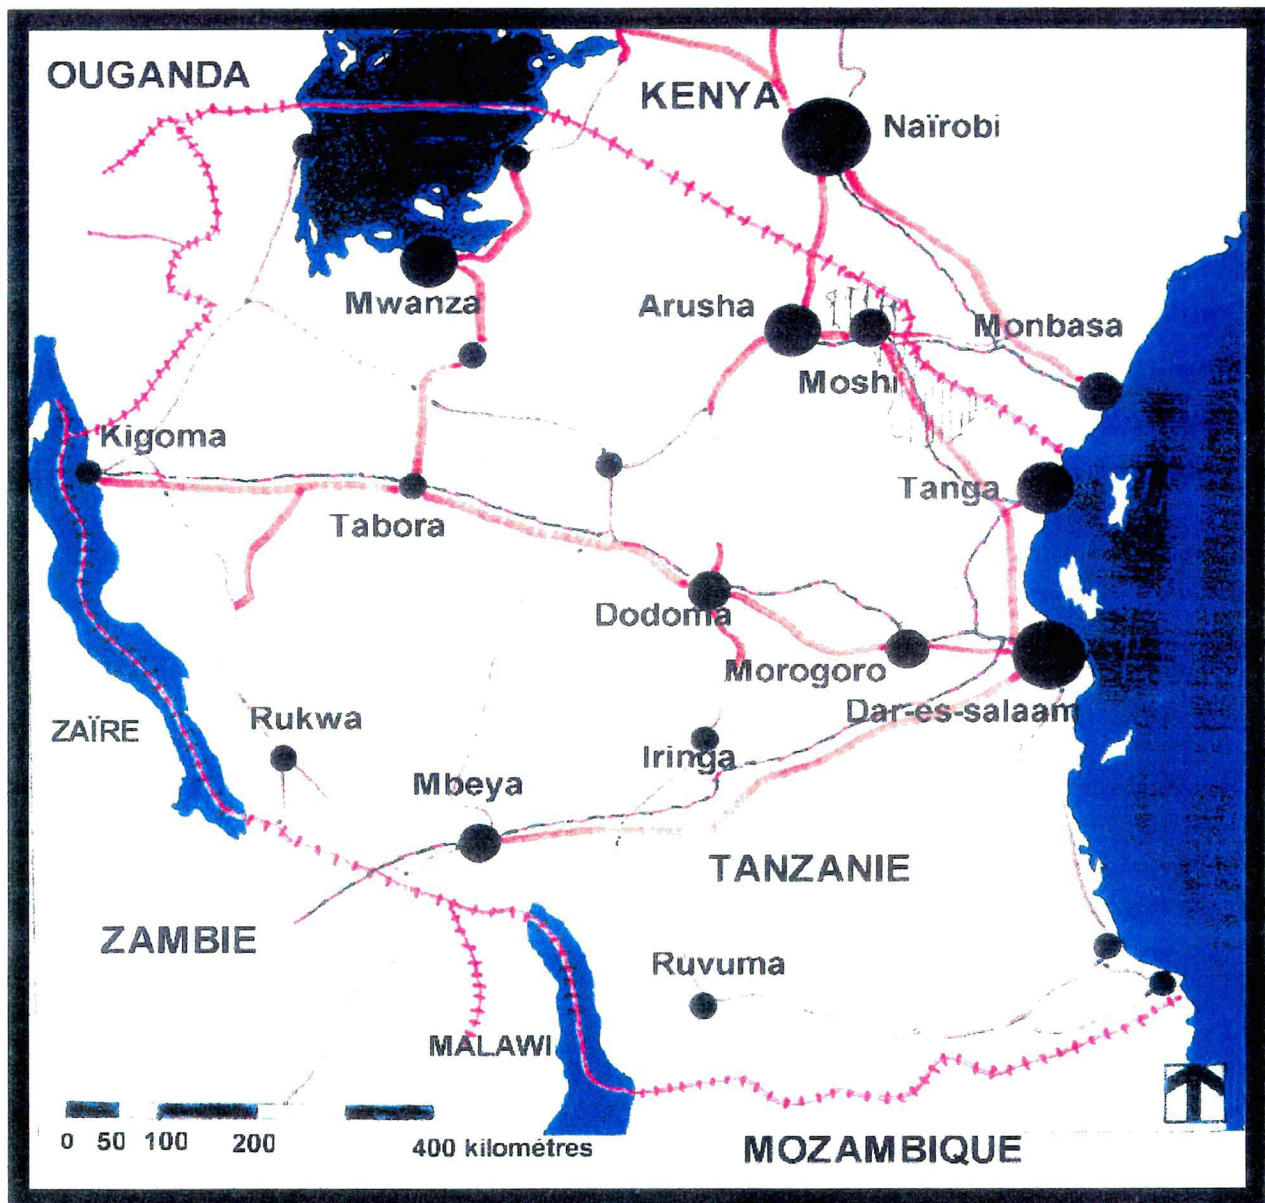 OUGANDA
KENYA
Naïrobi
Mwanza
Arusha
Monbasa
Moshi
Kigoma
Tanga
Tabora
Dodoma
Morogoro
Dar-es-salaam
ZAÏRE
Rukwa
Iringa
Mbeya
TANZANIE
ZAMBIE
Ruvuma
MALAWI
0 50 100 200 400 kilométres
MOZAMBIQUE